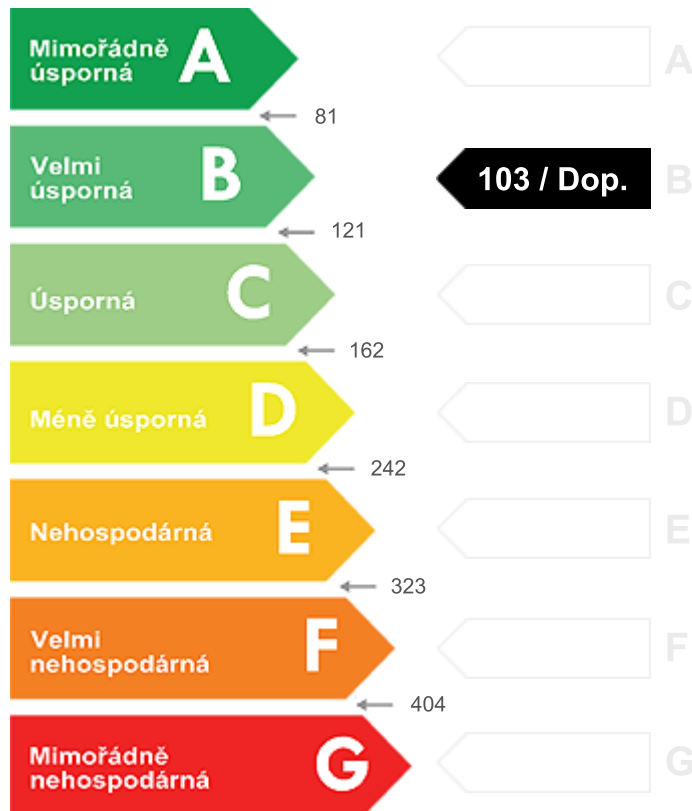 Mimořádně
úsporná
A
A
81
Velmi
úsporná
B
103 / Dop.
B
121
Úsporná
C
C
162
Méně úsporná
D
D
242
Nehospodárná
E
E
323
Velmi
nehospodárná
F
F
404
Mimořádně
nehospodárná
G
G